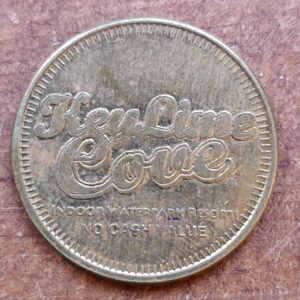 Key Lime
Cove
INDOOR WATERPARK RESORT
NO CASH VALUE